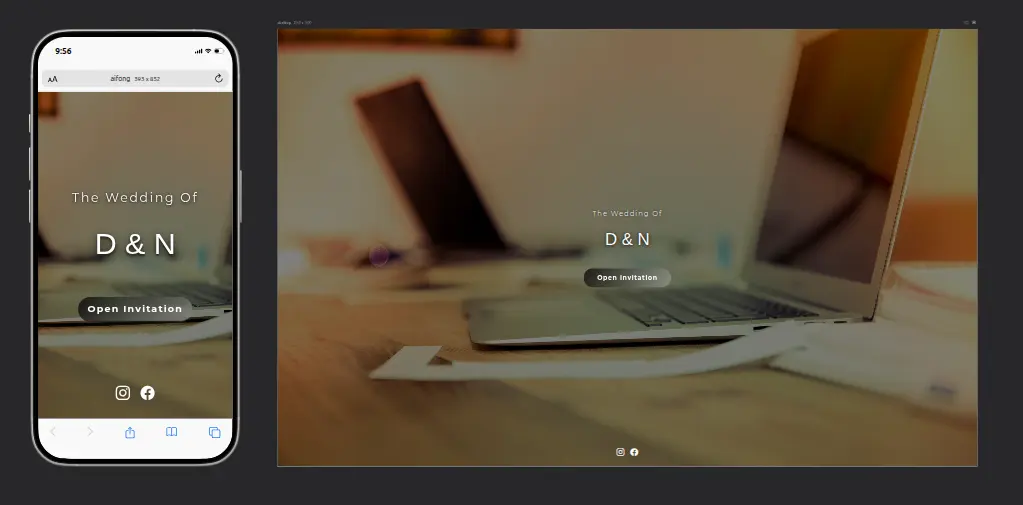 9:56
AA aifong 393 x 852
The Wedding Of
D & N
Open Invitation
The Wedding Of
D & N
Open Invitation